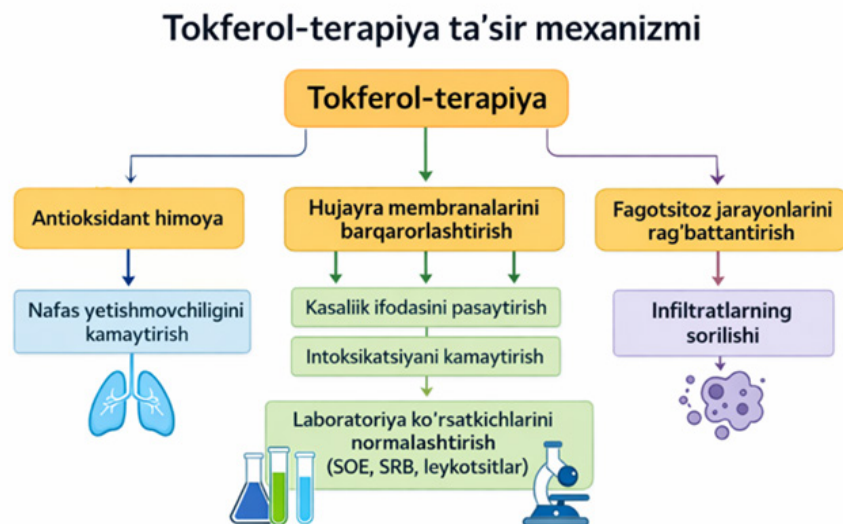 Tokferol-terapiya ta'sir mexanizmi
Tokferol-terapiya
Antioksidant himoya
Hujayra membranalarini
barqarorlashtirish
Fagotsitoz jarayonlarini
rag'battantirish
Nafas yetishmovchiligini
kamaytirish
Kasaliik ifodasini pasaytirish
Intoksikatsiyani kamaytirish
Infiltratlarning
sorilishi
Laboratoriya ko'rsatkichlarini
normalashtirish
(SOE, SRB, leykotsitlar)